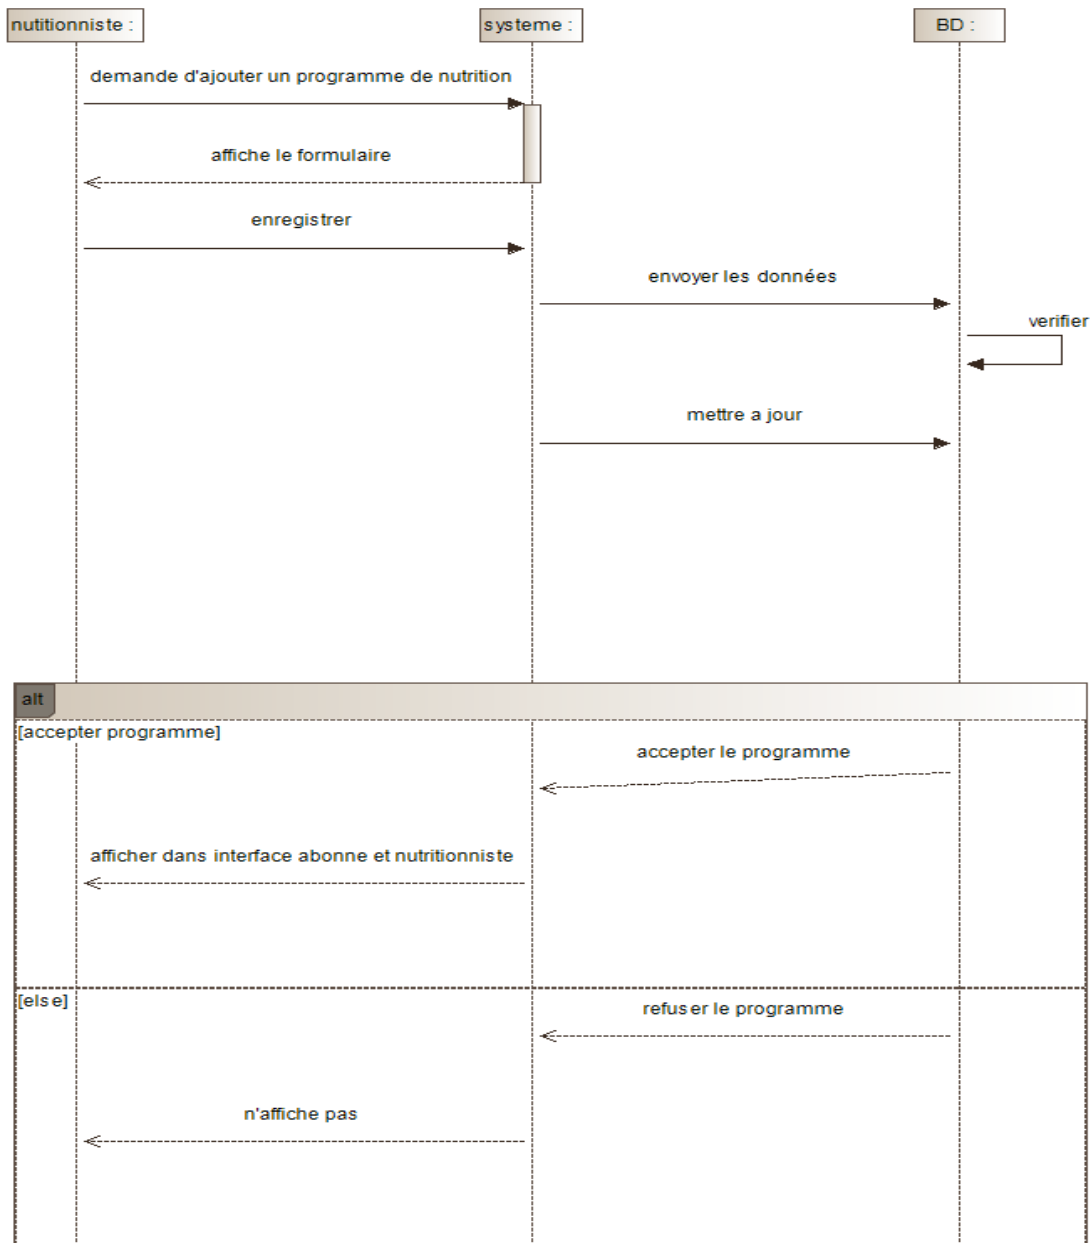 nutitionniste :
systeme :
BD :
demande d'ajouter un programme de nutrition
affiche le formulaire
enregistrer
envoyer les données
verifier
mettre a jour
alt
[accepter programme]
accepter le programme
afficher dans interface abonne et nutritionniste
[else]
refuser le programme
n'affiche pas